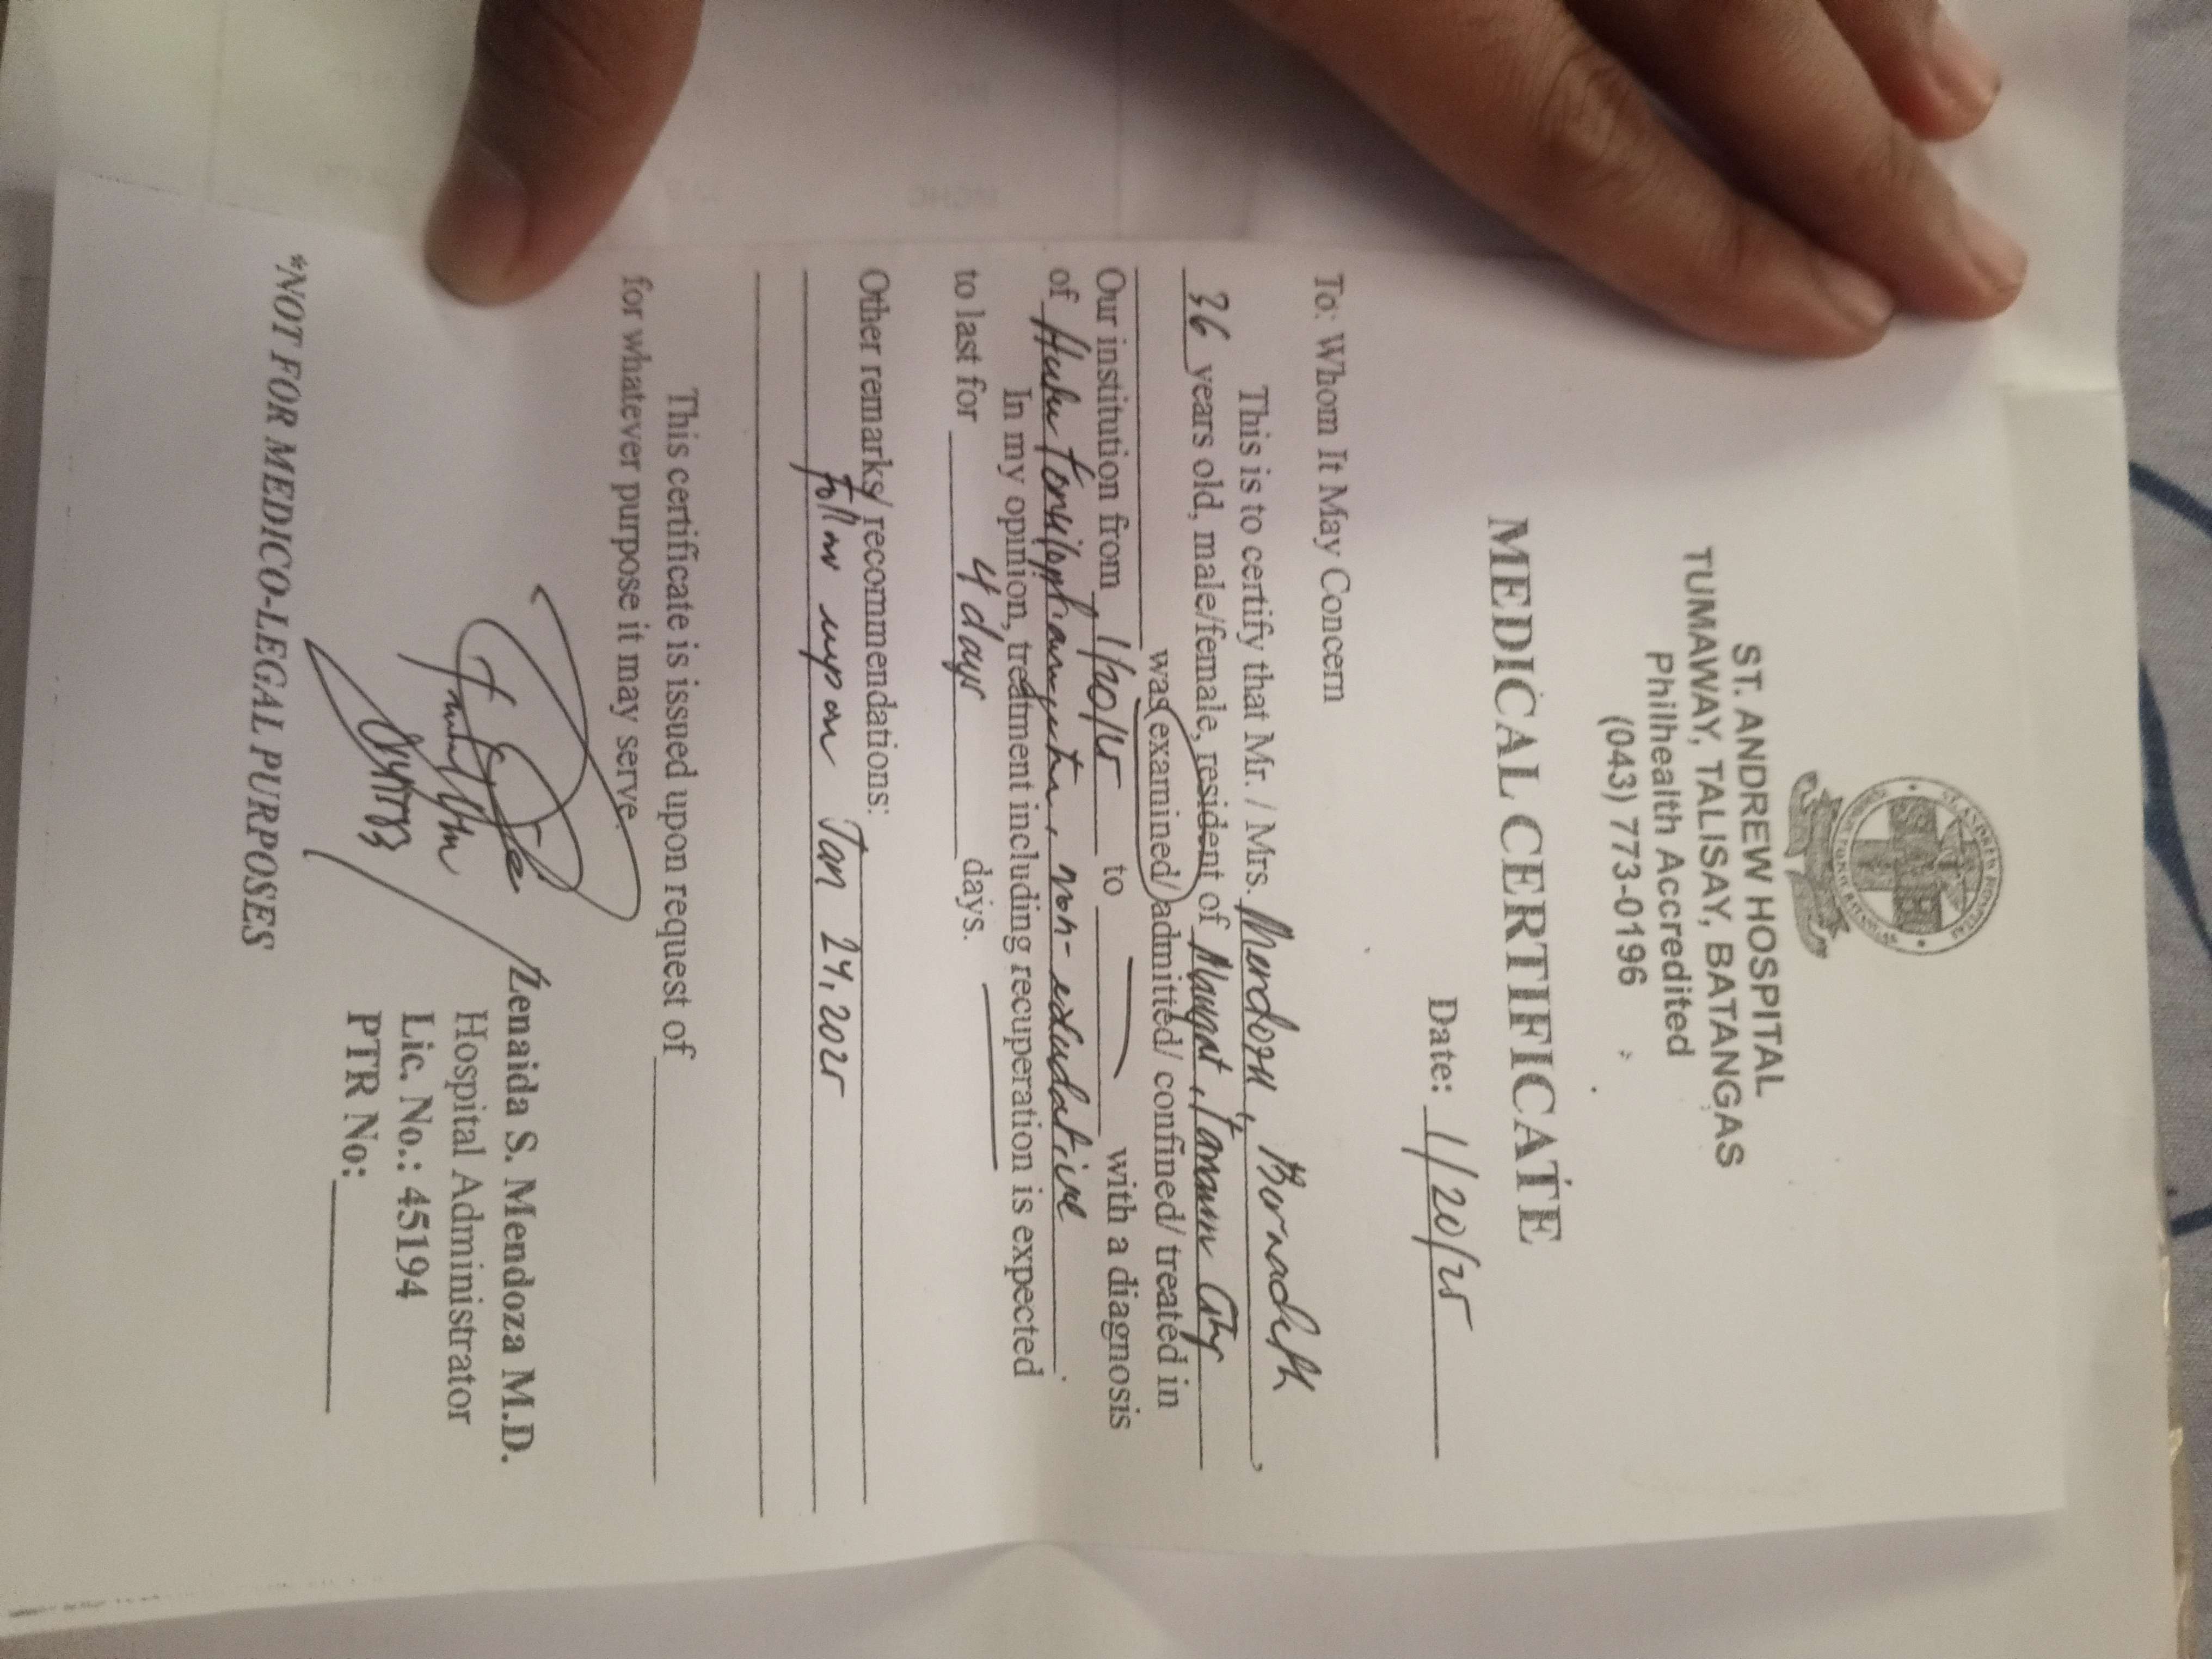 ST. ANDREW HOSPITAL
TUMAWAY, TALISAY, BATANGAS
Philhealth Accredited
(043) 773-0196
MEDICAL CERTIFICATE
Date: 1/20/25
To: Whom It May Concern
This is to certify that Mr. / Mrs. Mendoza, Bernadeth,
36 years old, male/female, resident of City
was examined/ admitted/ confined/ treated in
Our institution from 1/20/25 to — with a diagnosis
of Acute tonsillopharyngitis, non-exudative.
In my opinion, treatment including recuperation is expected
to last for 4 days days.
Other remarks/ recommendations:
Follow up on Jan 24, 2025
This certificate is issued upon request of
for whatever purpose it may serve.
Zenaida S. Mendoza M.D.
Hospital Administrator
Lic. No.: 45194
PTR No:
*NOT FOR MEDICO-LEGAL PURPOSES